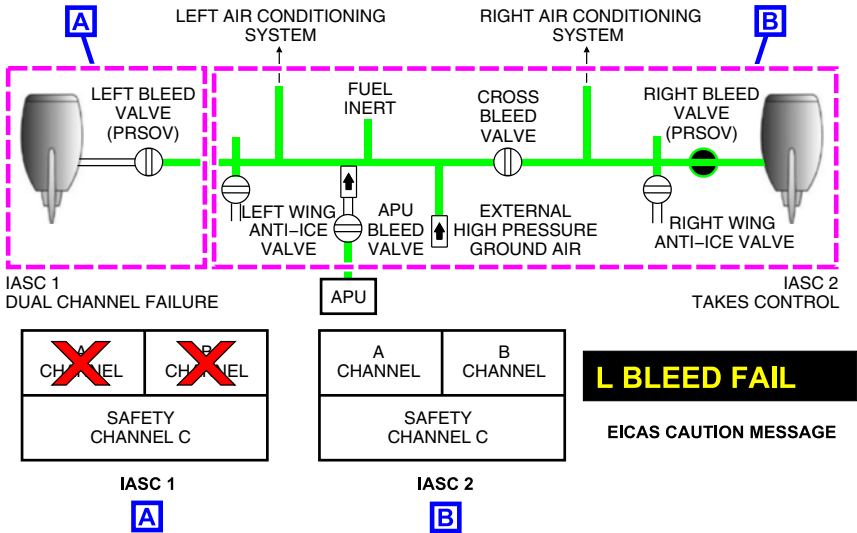 A
B
LEFT AIR CONDITIONING
SYSTEM
RIGHT AIR CONDITIONING
SYSTEM
LEFT BLEED
VALVE
(PRSOV)
FUEL
INERT
CROSS
BLEED
VALVE
RIGHT BLEED
VALVE
(PRSOV)
LEFT WING
ANTI–ICE
VALVE
APU
BLEED
VALVE
EXTERNAL
HIGH PRESSURE
GROUND AIR
RIGHT WING
ANTI–ICE VALVE
IASC 1
DUAL CHANNEL FAILURE
APU
IASC 2
TAKES CONTROL
A
CHANNEL
B
CHANNEL
SAFETY
CHANNEL C
IASC 1
A
A
CHANNEL
B
CHANNEL
SAFETY
CHANNEL C
IASC 2
B
L BLEED FAIL
EICAS CAUTION MESSAGE